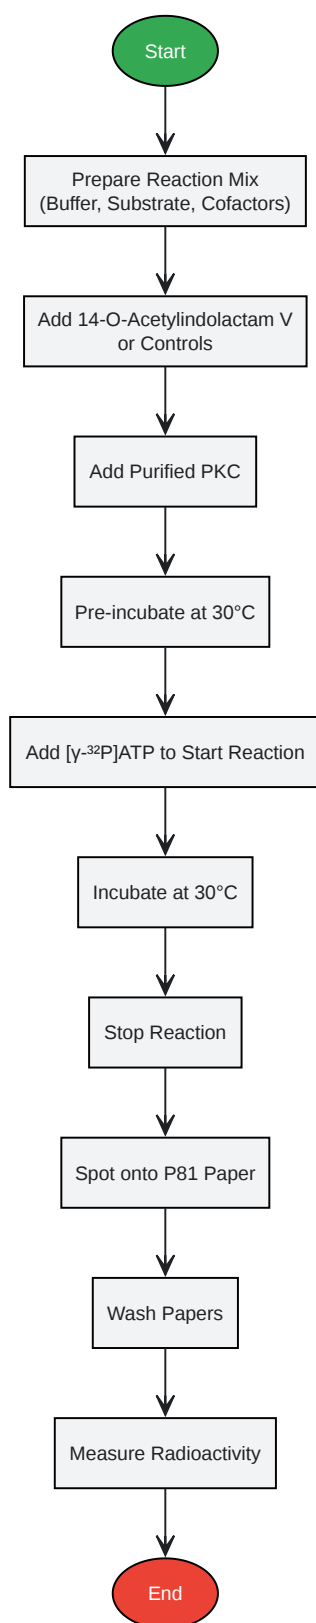 Start
Prepare Reaction Mix
(Buffer, Substrate, Cofactors)
Add 14-O-Acetylindolactam V
or Controls
Add Purified PKC
Pre-incubate at 30°C
Add [γ-³²P]ATP to Start Reaction
Incubate at 30°C
Stop Reaction
Spot onto P81 Paper
Wash Papers
Measure Radioactivity
End